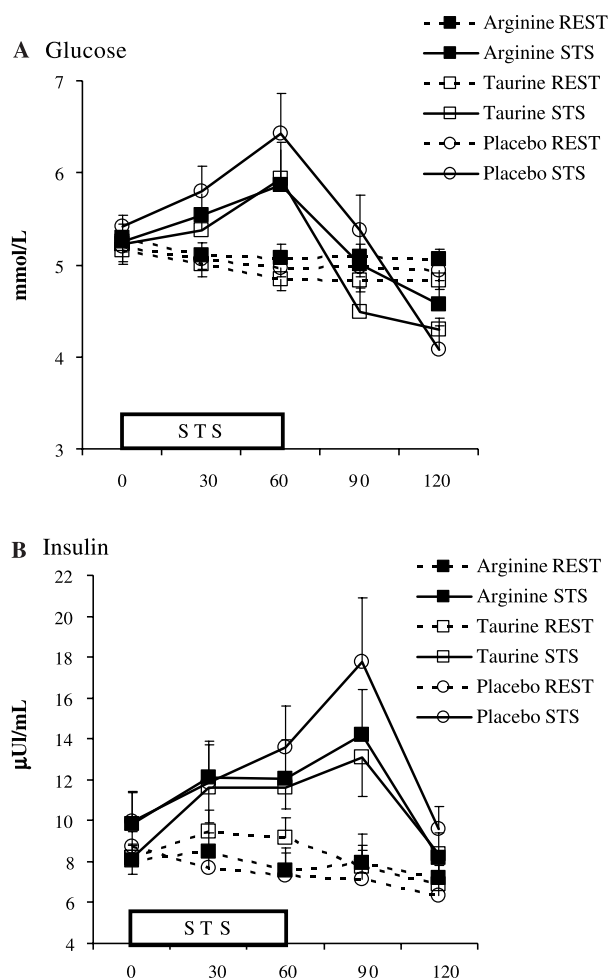 Arginine REST
A Glucose
Arginine STS
Taurine REST
Taurine STS
Placebo REST
Placebo STS
7
6
5
4
3
mmol/L
STS
0 30 60 90 120
B Insulin
Arginine REST
Arginine STS
Taurine REST
Taurine STS
Placebo REST
Placebo STS
22
20
18
16
14
12
10
8
6
4
µUI/mL
STS
0 30 60 90 120